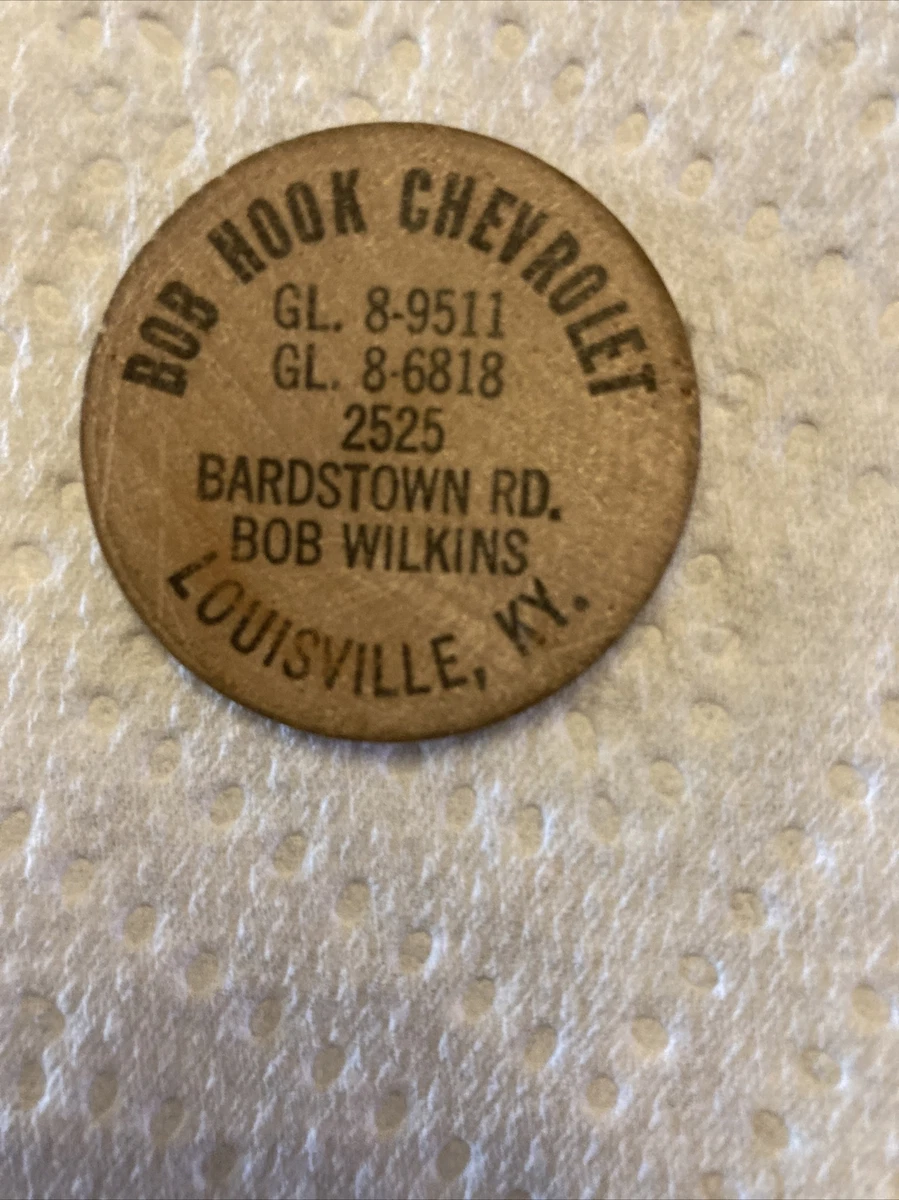 BOB HOOK CHEVROLET
GL. 8-9511
GL. 8-6818
2525
BARDSTOWN RD.
BOB WILKINS
LOUISVILLE, KY.